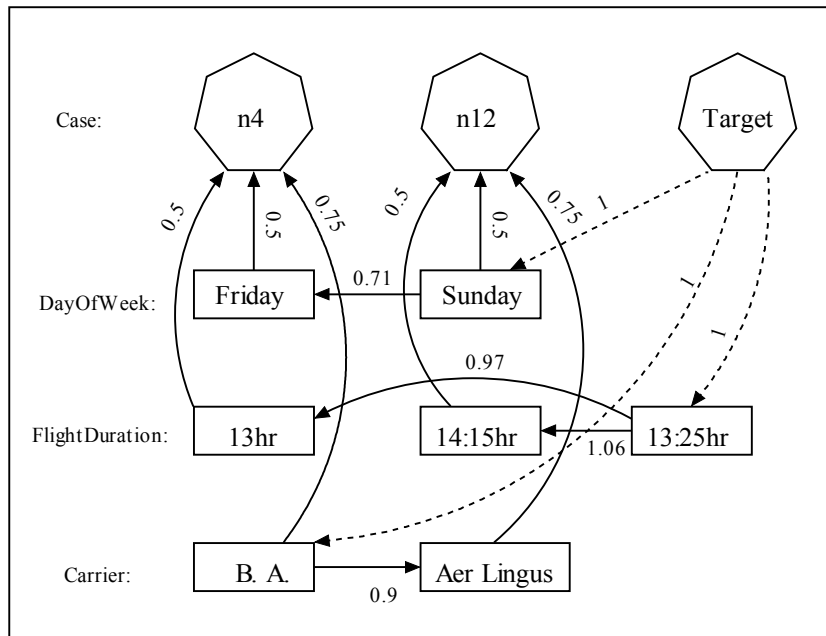 Case:
n4
n12
Target
0.5
0.5
0.75
0.5
0.5
0.75
1
DayOfWeek:
Friday
0.71
Sunday
1
1
0.97
FlightDuration:
13hr
14:15hr
13:25hr
1.06
Carrier:
B. A.
Aer Lingus
0.9